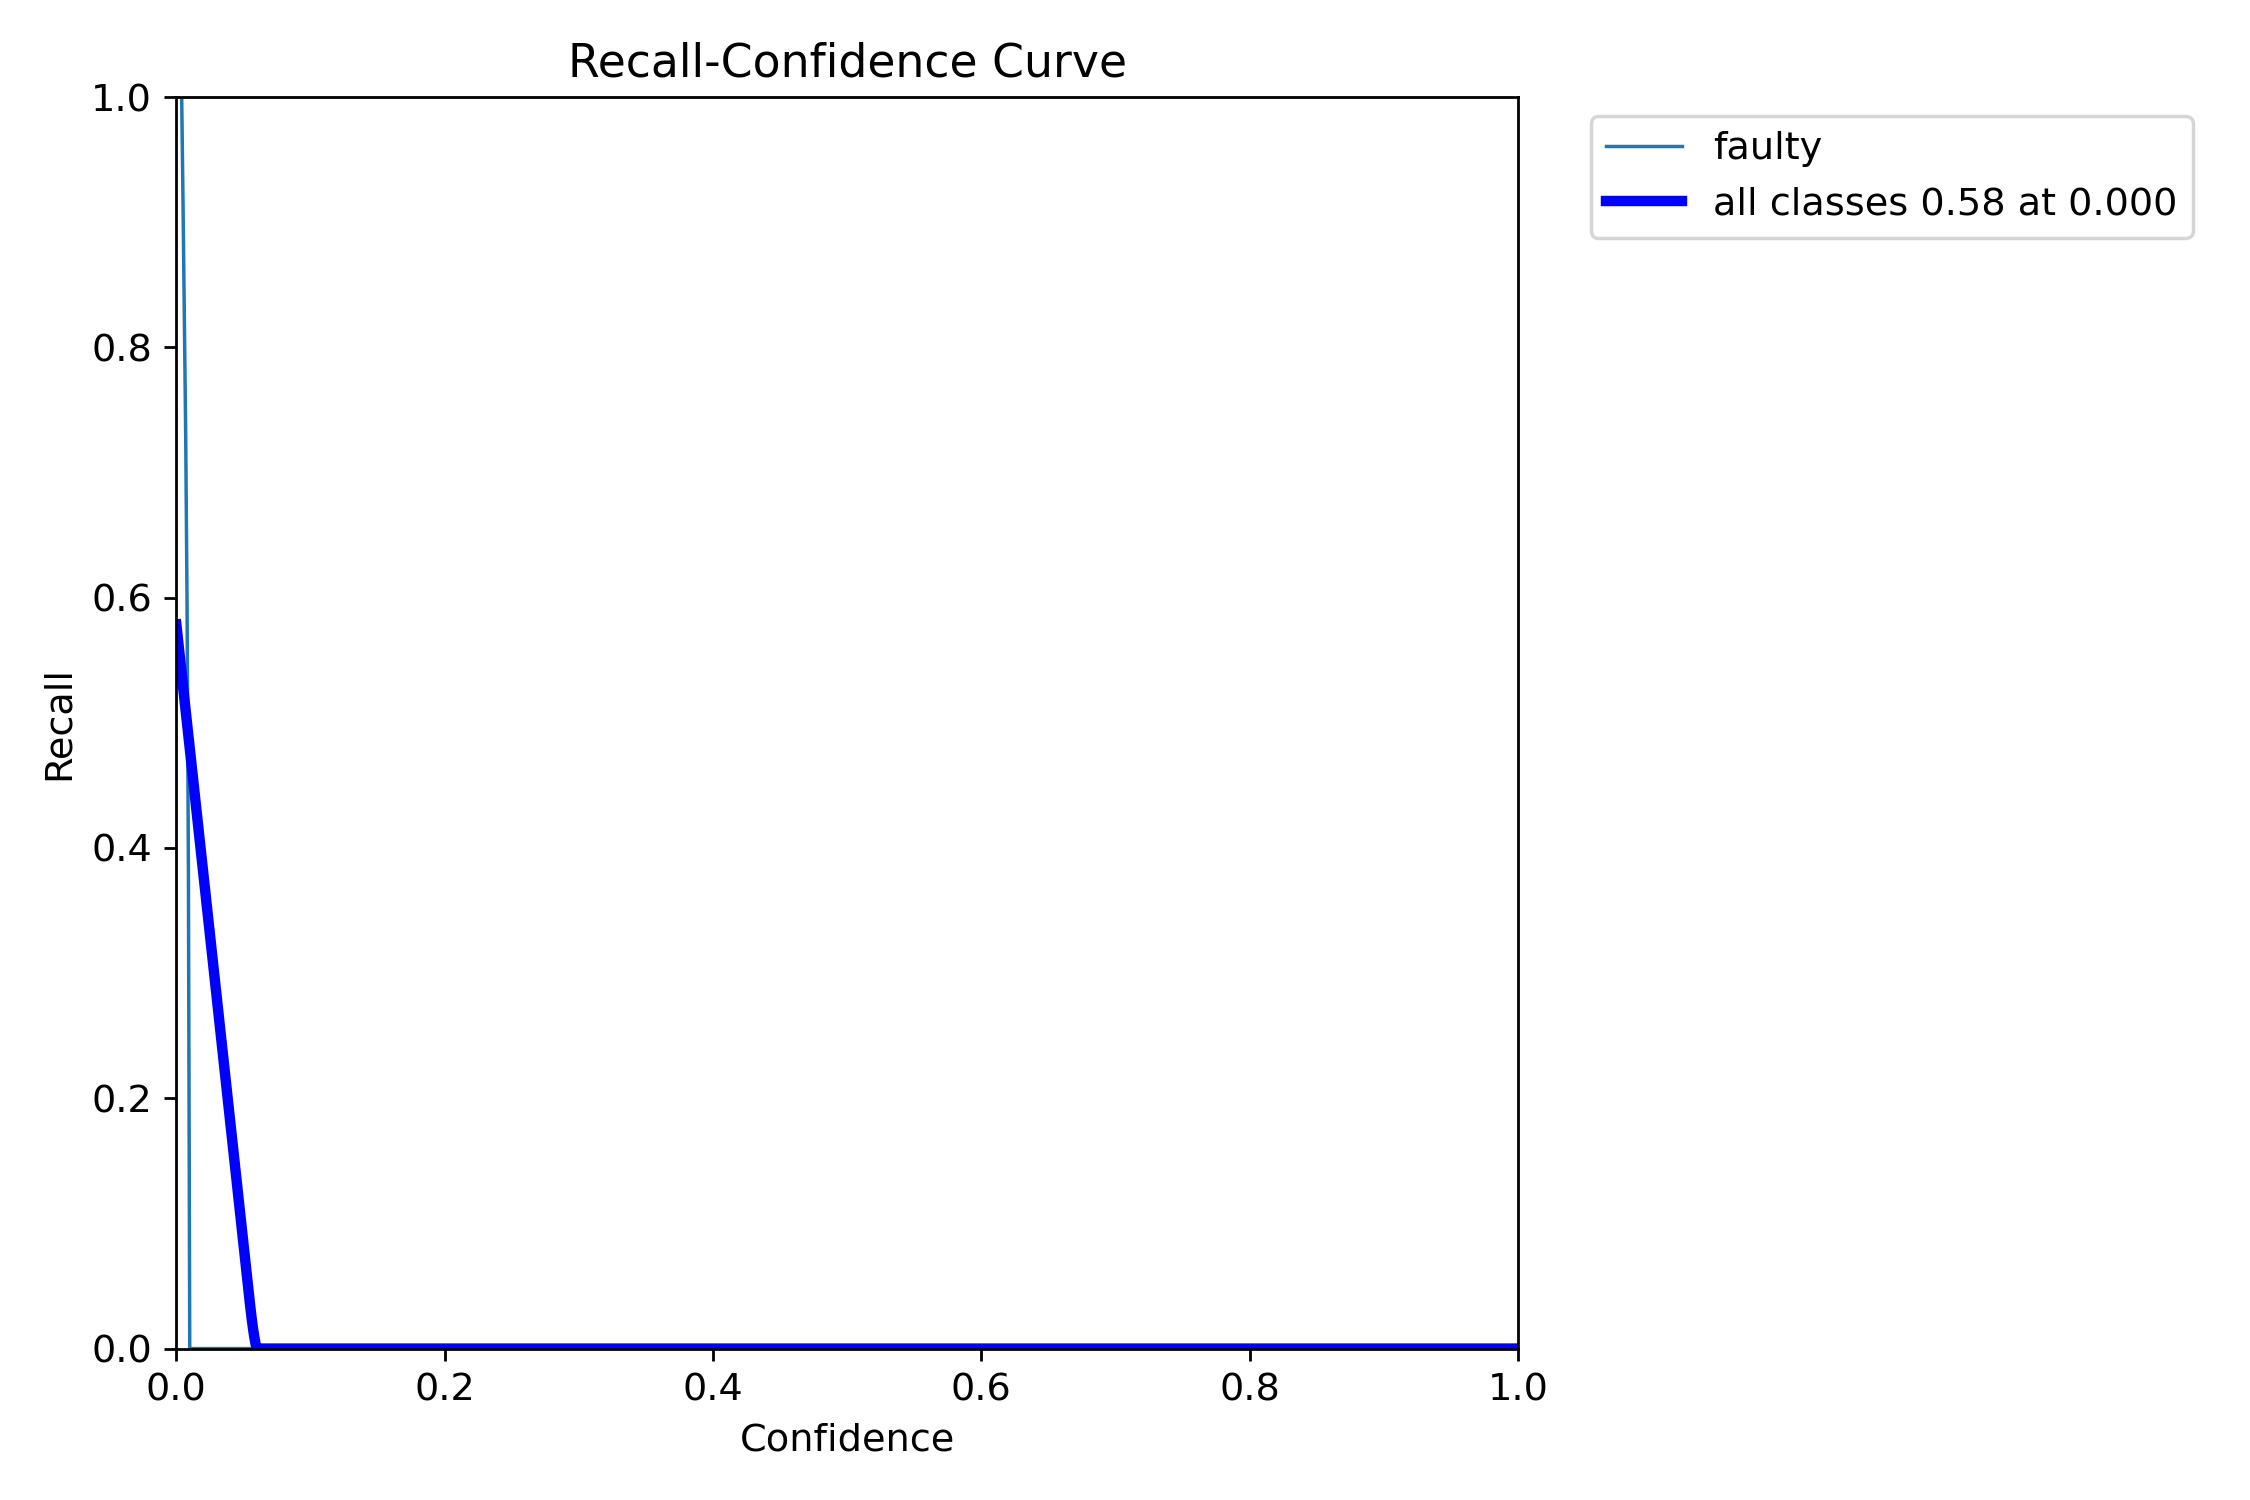 Recall-Confidence Curve
1.0
0.8
0.6
0.4
0.2
0.0
Recall
0.0 0.2 0.4 0.6 0.8 1.0
Confidence
faulty
all classes 0.58 at 0.000